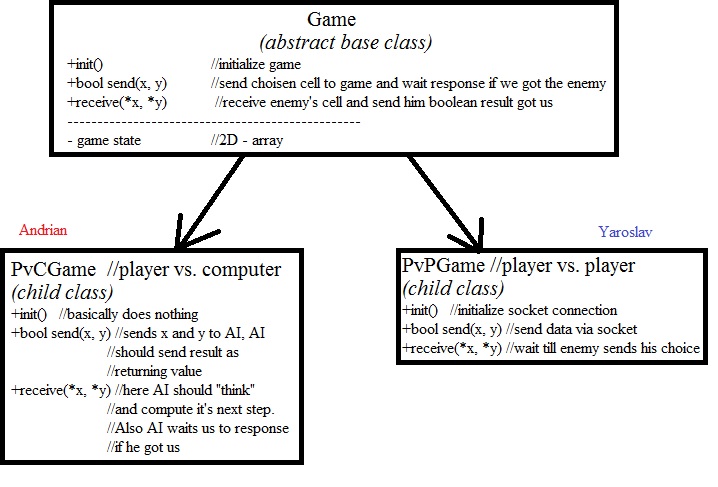 Game
(abstract base class)
+init() //initialize game
+bool send(x, y) //send choisen cell to game and wait response if we got the enemy
+receive(*x, *y) //receive enemy's cell and send him boolean result got us
------------------------------------------------
- game state //2D - array
Andrian
Yaroslav
PvCGame //player vs. computer
(child class)
+init() //basically does nothing
+bool send(x, y) //sends x and y to AI, AI
//should send result as
//returning value
+receive(*x, *y) //here AI should "think"
//and compute it's next step.
//Also AI waits us to response
//if he got us
PvPGame //player vs. player
(child class)
+init() //initialize socket connection
+bool send(x, y) //send data via socket
+receive(*x, *y) //wait till enemy sends his choice